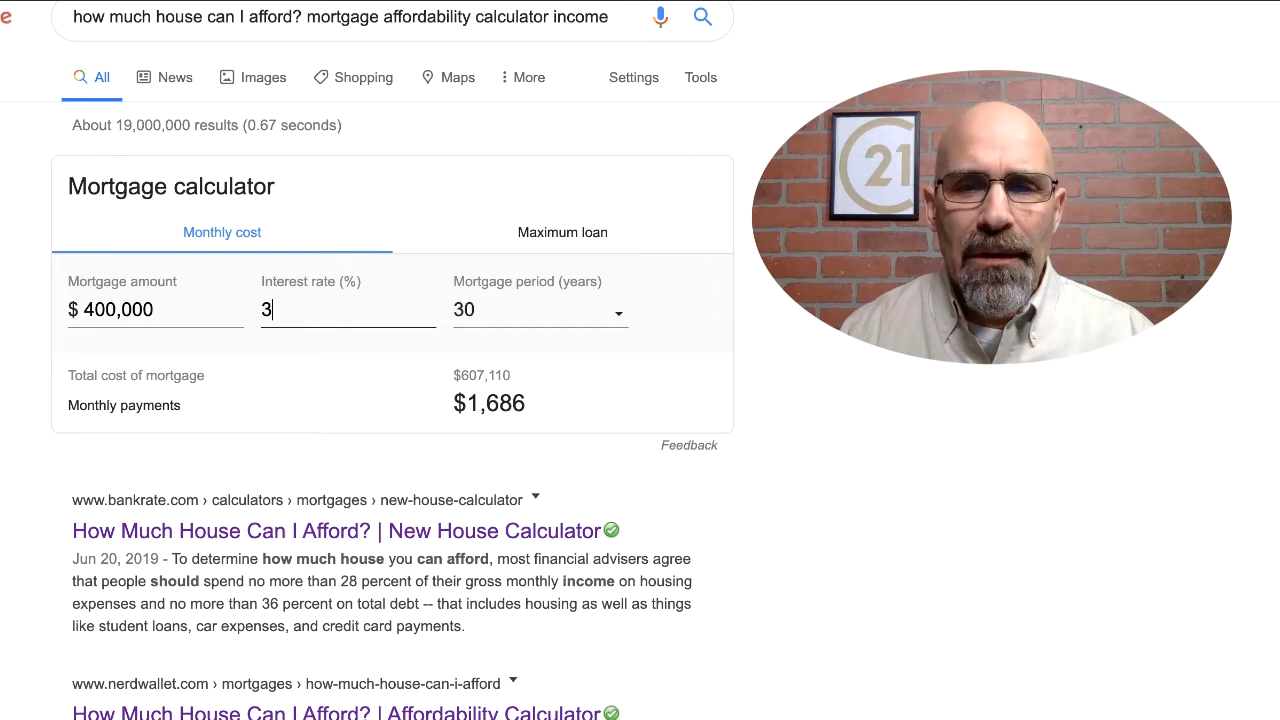 e
how much house can I afford? mortgage affordability calculator income
All News Images Shopping Maps More Settings Tools
About 19,000,000 results (0.67 seconds)
Mortgage calculator
Monthly cost Maximum loan
Mortgage amount Interest rate (%) Mortgage period (years)
$ 400,000 3 30
Total cost of mortgage $607,110
Monthly payments $1,686
Feedback
www.bankrate.com › calculators › mortgages › new-house-calculator
How Much House Can I Afford? | New House Calculator
Jun 20, 2019 - To determine how much house you can afford, most financial advisers agree
that people should spend no more than 28 percent of their gross monthly income on housing
expenses and no more than 36 percent on total debt -- that includes housing as well as things
like student loans, car expenses, and credit card payments.
www.nerdwallet.com › mortgages › how-much-house-can-i-afford
How Much House Can I Afford? | Affordability Calculator
C21